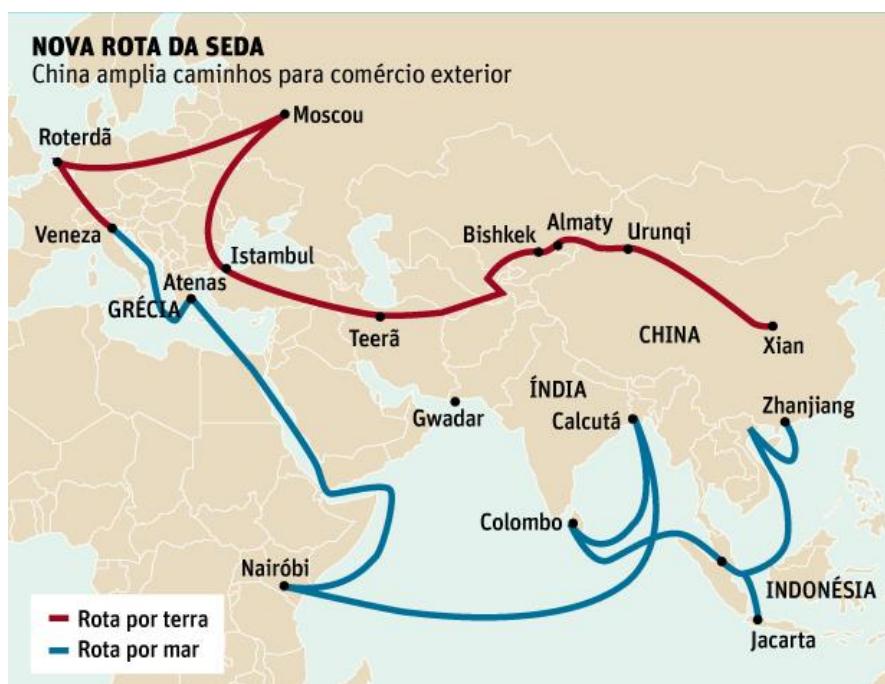 NOVA ROTA DA SEDA
China amplia caminhos para comércio exterior
Moscou
Roterdã
Veneza
Istambul
Atenas
GRÉCIA
Teerã
Bishkek
Almaty
Urunqi
CHINA
Xian
Gwadar
ÍNDIA
Calcutá
Zhanjiang
Colombo
Nairóbi
INDONÉSIA
Jacarta
Rota por terra
Rota por mar